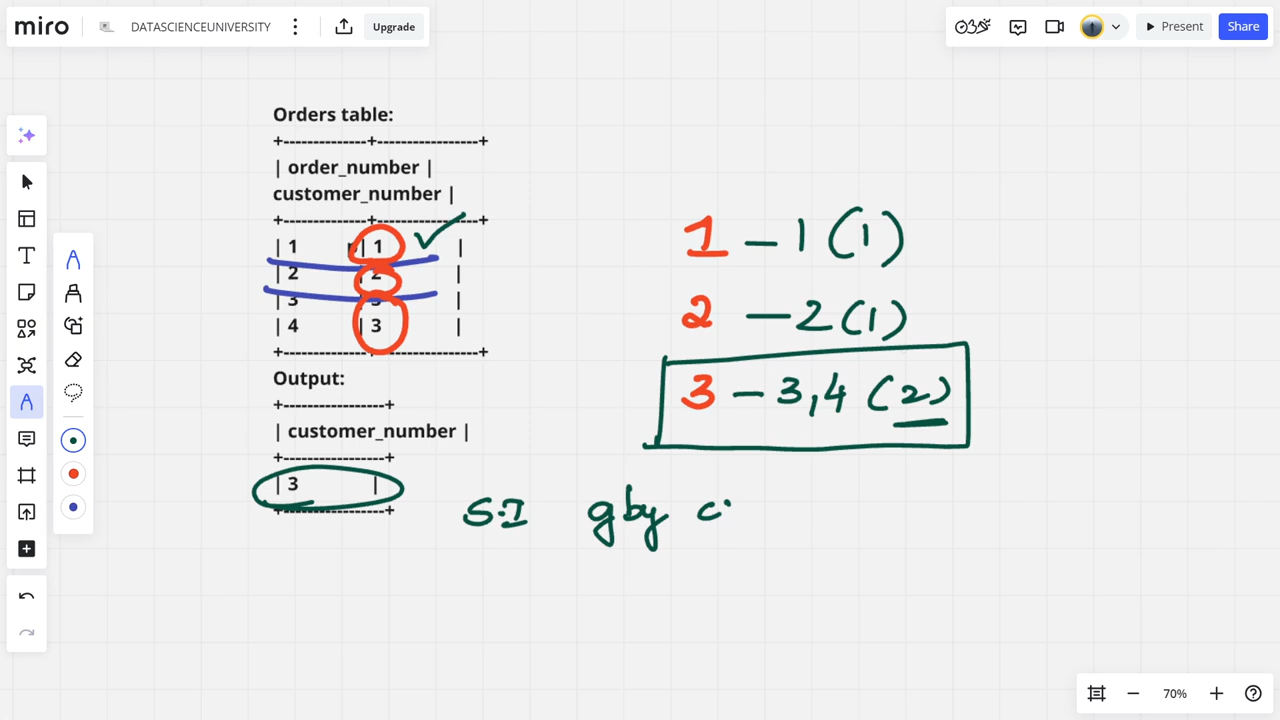 miro DATASCIENCEUNIVERSITY Upgrade
Present Share
Orders table:
+--------------+-----------------+
| order_number |
customer_number |
+--------------+-----------------+
| 1 | 1 |
| 2 | 2 |
| 3 | 3 |
| 4 | 3 |
+--------------+-----------------+
Output:
+-----------------+
| customer_number |
+-----------------+
| 3 |
+-----------------+
1 - 1 (1)
2 - 2 (1)
3 - 3,4 (2)
S-I gby c
70%